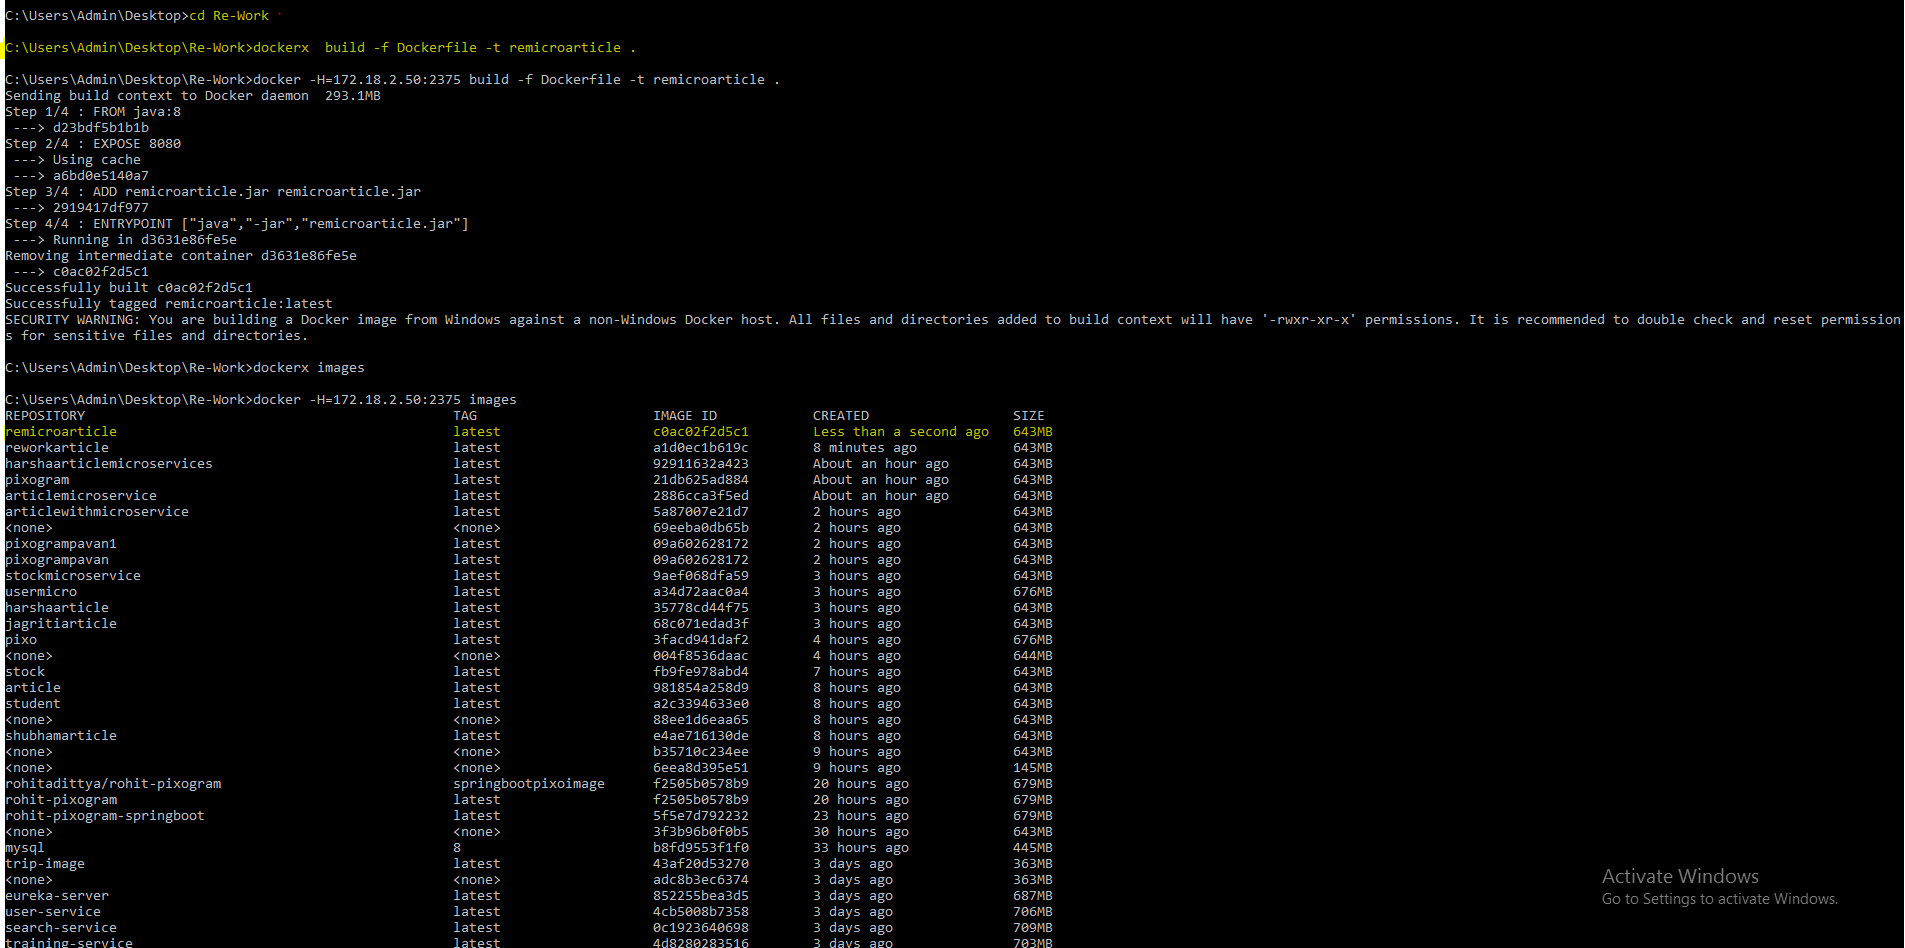 C:\Users\Admin\Desktop>cd Re-Work
C:\Users\Admin\Desktop\Re-Work>dockerx  build -f Dockerfile -t remicroarticle .
C:\Users\Admin\Desktop\Re-Work>docker -H=172.18.2.50:2375 build -f Dockerfile -t remicroarticle .
Sending build context to Docker daemon  293.1MB
Step 1/4 : FROM java:8
 ---> d23bdf5b1b1b
Step 2/4 : EXPOSE 8080
 ---> Using cache
 ---> a6bd0e5140a7
Step 3/4 : ADD remicroarticle.jar remicroarticle.jar
 ---> 2919417df977
Step 4/4 : ENTRYPOINT ["java","-jar","remicroarticle.jar"]
 ---> Running in d3631e86fe5e
Removing intermediate container d3631e86fe5e
 ---> c0ac02f2d5c1
Successfully built c0ac02f2d5c1
Successfully tagged remicroarticle:latest
SECURITY WARNING: You are building a Docker image from Windows against a non-Windows Docker host. All files and directories added to build context will have '-rwxr-xr-x' permissions. It is recommended to double check and reset permission
s for sensitive files and directories.
C:\Users\Admin\Desktop\Re-Work>dockerx images
C:\Users\Admin\Desktop\Re-Work>docker -H=172.18.2.50:2375 images
REPOSITORY TAG IMAGE ID CREATED SIZE
remicroarticle latest c0ac02f2d5c1 Less than a second ago 643MB
reworkarticle latest a1d0ec1b619c 8 minutes ago 643MB
harshaarticlemicroservices latest 92911632a423 About an hour ago 643MB
pixogram latest 21db625ad884 About an hour ago 643MB
articlemicroservice latest 2886cca3f5ed About an hour ago 643MB
articlewithmicroservice latest 5a87007e21d7 2 hours ago 643MB
<none> <none> 69eeba0db65b 2 hours ago 643MB
pixogrampavan1 latest 09a602628172 2 hours ago 643MB
pixogrampavan latest 09a602628172 2 hours ago 643MB
stockmicroservice latest 9aef068dfa59 3 hours ago 643MB
usermicro latest a34d72aac0a4 3 hours ago 676MB
harshaarticle latest 35778cd44f75 3 hours ago 643MB
jagritiarticle latest 68c071edad3f 3 hours ago 643MB
pixo latest 3facd941daf2 4 hours ago 676MB
<none> <none> 004f8536daac 4 hours ago 644MB
stock latest fb9fe978abd4 7 hours ago 643MB
article latest 981854a258d9 8 hours ago 643MB
student latest a2c3394633e0 8 hours ago 643MB
<none> <none> 88ee1d6eaa65 8 hours ago 643MB
shubhamarticle latest e4ae716130de 8 hours ago 643MB
<none> <none> b35710c234ee 9 hours ago 643MB
<none> <none> 6eea8d395e51 9 hours ago 145MB
rohitadittya/rohit-pixogram springbootpixoimage f2505b0578b9 20 hours ago 679MB
rohit-pixogram latest f2505b0578b9 20 hours ago 679MB
rohit-pixogram-springboot latest 5f5e7d792232 23 hours ago 679MB
<none> <none> 3f3b96b0f0b5 30 hours ago 643MB
mysql 8 b8fd9553f1f0 33 hours ago 445MB
trip-image latest 43af20d53270 3 days ago 363MB
<none> <none> adc8b3ec6374 3 days ago 363MB
eureka-server latest 852255bea3d5 3 days ago 687MB
user-service latest 4cb5008b7358 3 days ago 706MB
search-service latest 0c1923640698 3 days ago 709MB
training-service latest 4d8280283516 3 days ago 703MB
Activate Windows
Go to Settings to activate Windows.